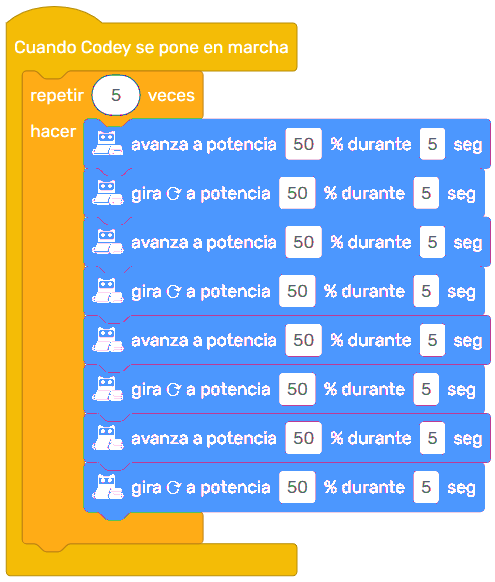 Cuando Codey se pone en marcha
repetir 5 veces
hacer
avanza a potencia 50 % durante 5 seg
gira a potencia 50 % durante 5 seg
avanza a potencia 50 % durante 5 seg
gira a potencia 50 % durante 5 seg
avanza a potencia 50 % durante 5 seg
gira a potencia 50 % durante 5 seg
avanza a potencia 50 % durante 5 seg
gira a potencia 50 % durante 5 seg